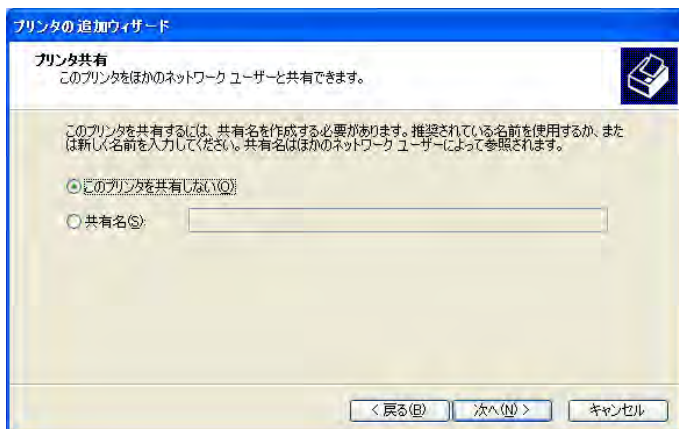 プリンタの追加ウィザード
プリンタ共有
このプリンタをほかのネットワーク ユーザーと共有できます。
このプリンタを共有するには、共有名を作成する必要があります。推奨されている名前を使用するか、また
は新しく名前を入力してください。共有名はほかのネットワーク ユーザーによって参照されます。
このプリンタを共有しない(O)
共有名(S):
< 戻る(B) 次へ(N) > キャンセル